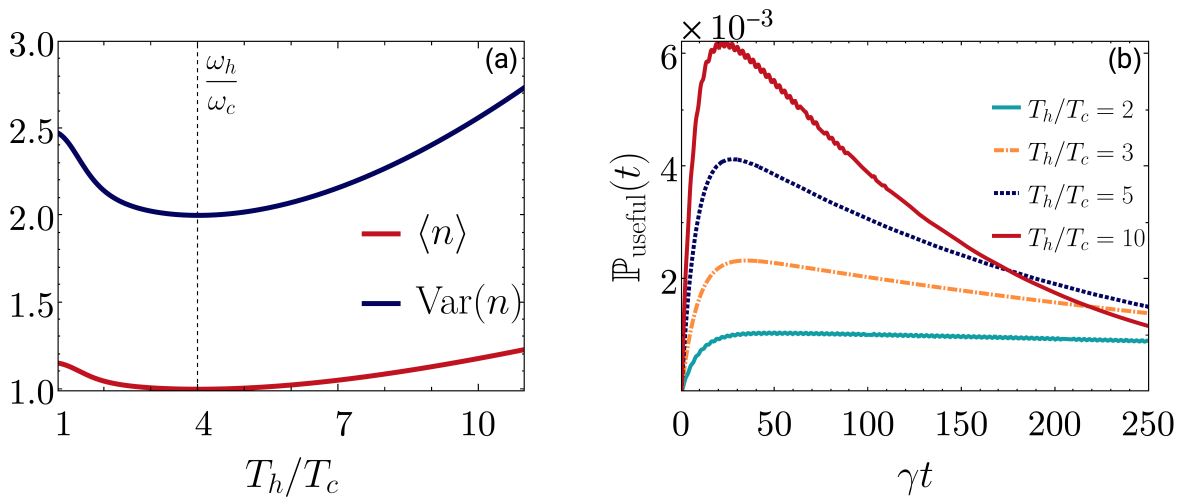 (a)
3.0
2.5
2.0
1.5
1.0
ω_h/ω_c
⟨n⟩
Var(n)
1 4 7 10
T_h/T_c
× 10⁻³
(b)
6
4
2
ℙ_useful(t)
T_h/T_c = 2
T_h/T_c = 3
T_h/T_c = 5
T_h/T_c = 10
0 50 100 150 200 250
γt